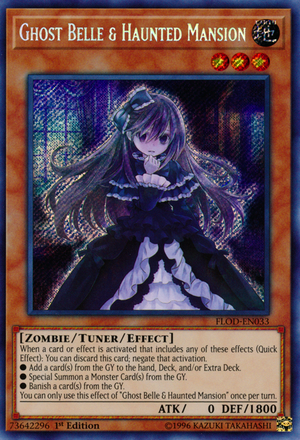 Ghost Belle & Haunted Mansion
FLOD-EN033
[Zombie/Tuner/Effect]
When a card or effect is activated that includes any of these effects (Quick
Effect): You can discard this card; negate that activation.
● Add a card(s) from the GY to the hand, Deck, and/or Extra Deck.
● Special Summon a Monster Card(s) from the GY.
● Banish a card(s) from the GY.
You can only use this effect of "Ghost Belle & Haunted Mansion" once per turn.
ATK/ 0 DEF/1800
73642296 1st Edition ©1996 KAZUKI TAKAHASHI